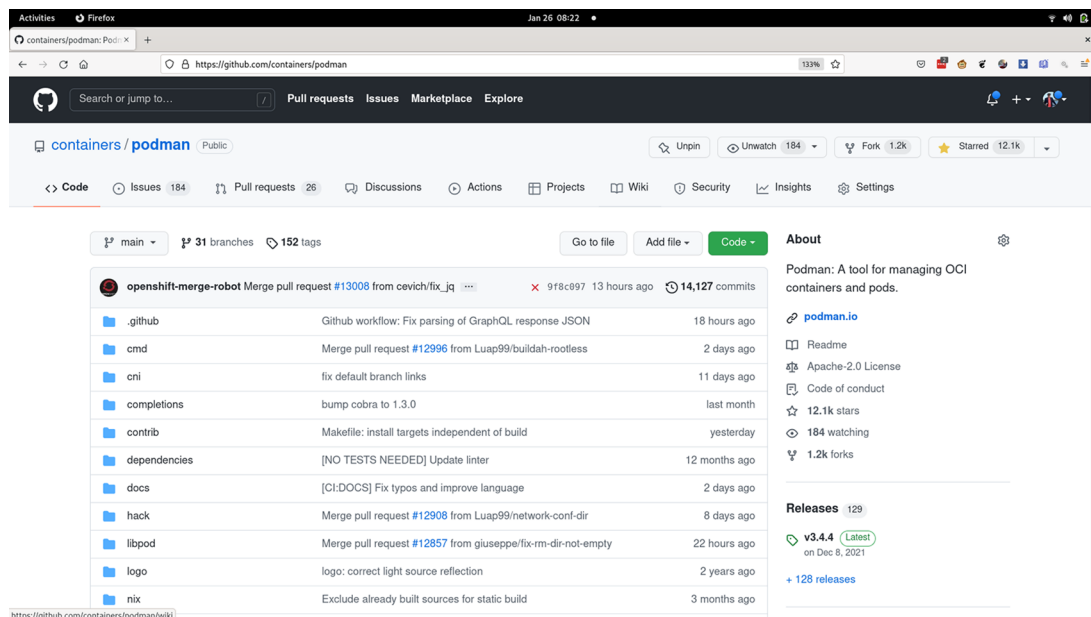 Activities Firefox Jan 26 08:22
containers/podman: Pod
https://github.com/containers/podman 133%
Search or jump to... / Pull requests Issues Marketplace Explore
containers / podman Public Unpin Unwatch 184 Fork 1.2k Starred 12.1k
Code Issues 184 Pull requests 26 Discussions Actions Projects Wiki Security Insights Settings
main 31 branches 152 tags Go to file Add file Code
openshift-merge-robot Merge pull request #13008 from cevich/fix_jq ... 9f8c097 13 hours ago 14,127 commits
.github Github workflow: Fix parsing of GraphQL response JSON 18 hours ago
cmd Merge pull request #12996 from Luap99/buildah-rootless 2 days ago
cni fix default branch links 11 days ago
completions bump cobra to 1.3.0 last month
contrib Makefile: install targets independent of build yesterday
dependencies [NO TESTS NEEDED] Update linter 12 months ago
docs [CI:DOCS] Fix typos and improve language 2 days ago
hack Merge pull request #12908 from Luap99/network-conf-dir 8 days ago
libpod Merge pull request #12857 from giuseppe/fix-rm-dir-not-empty 22 hours ago
logo logo: correct light source reflection 2 years ago
nix Exclude already built sources for static build 3 months ago
About
Podman: A tool for managing OCI
containers and pods.
podman.io
Readme
Apache-2.0 License
Code of conduct
12.1k stars
184 watching
1.2k forks
Releases 129
v3.4.4 Latest
on Dec 8, 2021
+ 128 releases
https://github.com/containers/podman/wiki